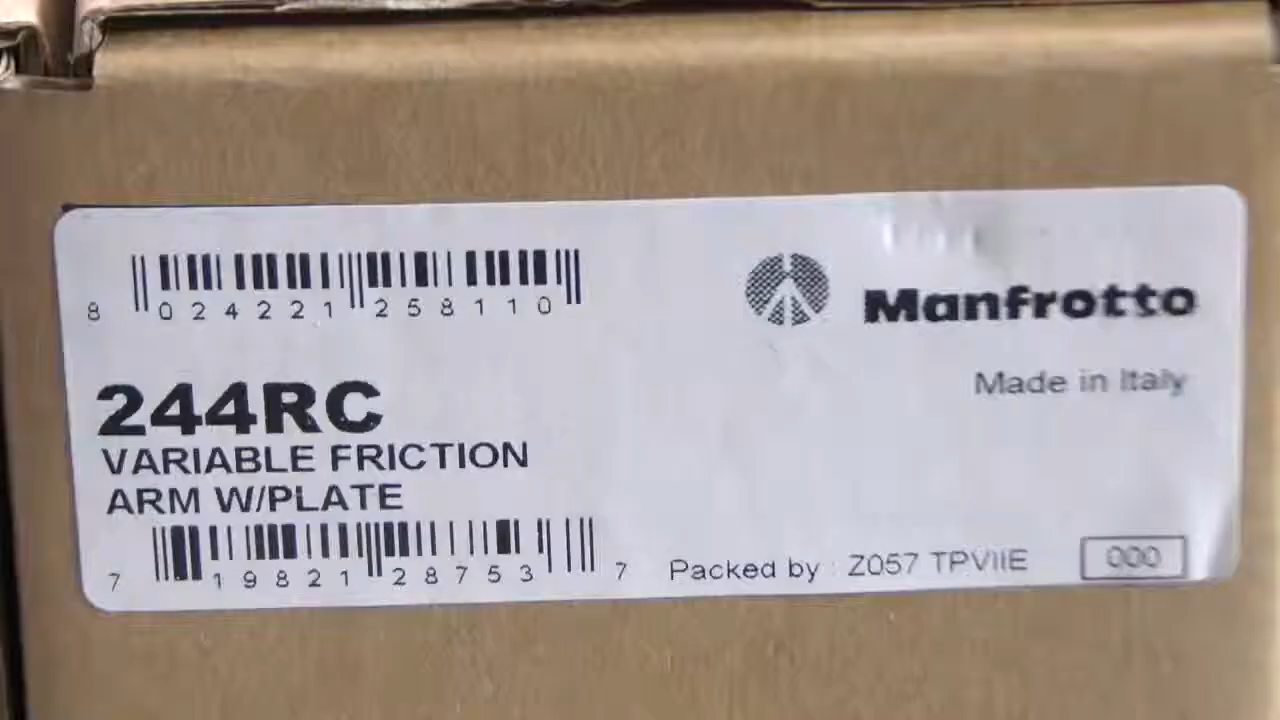 8 024221 258110
Manfrotto
Made in Italy
244RC
VARIABLE FRICTION
ARM W/PLATE
7 19821 28753 7
Packed by : Z057 TPVIIE 000